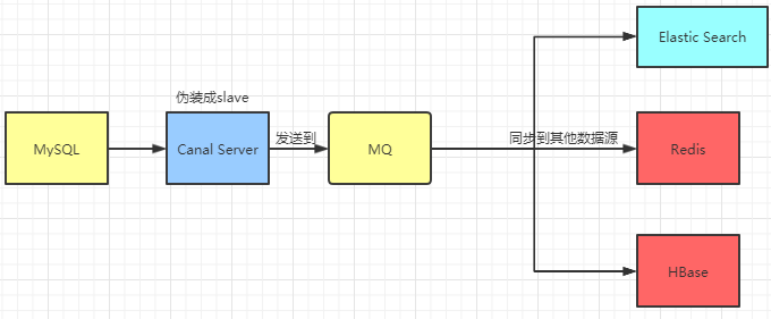 Elastic Search
伪装成slave
MySQL
Canal Server
发送到
MQ
同步到其他数据源
Redis
HBase